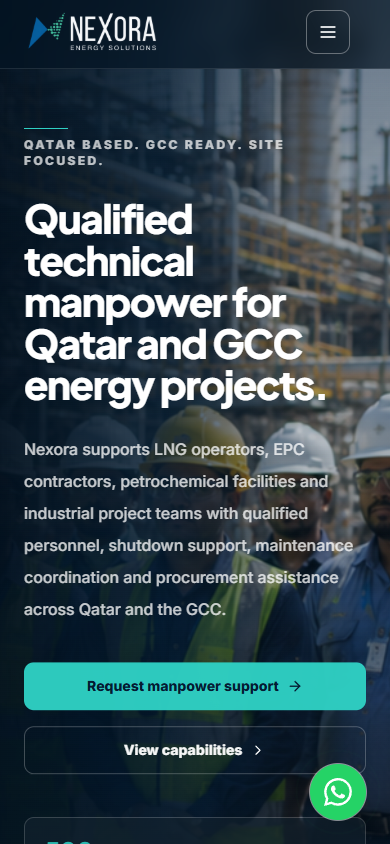 NEXORA
ENERGY SOLUTIONS
QATAR BASED. GCC READY. SITE
FOCUSED.
Qualified
technical
manpower for
Qatar and GCC
energy projects.
Nexora supports LNG operators, EPC
contractors, petrochemical facilities and
industrial project teams with qualified
personnel, shutdown support, maintenance
coordination and procurement assistance
across Qatar and the GCC.
Request manpower support
View capabilities